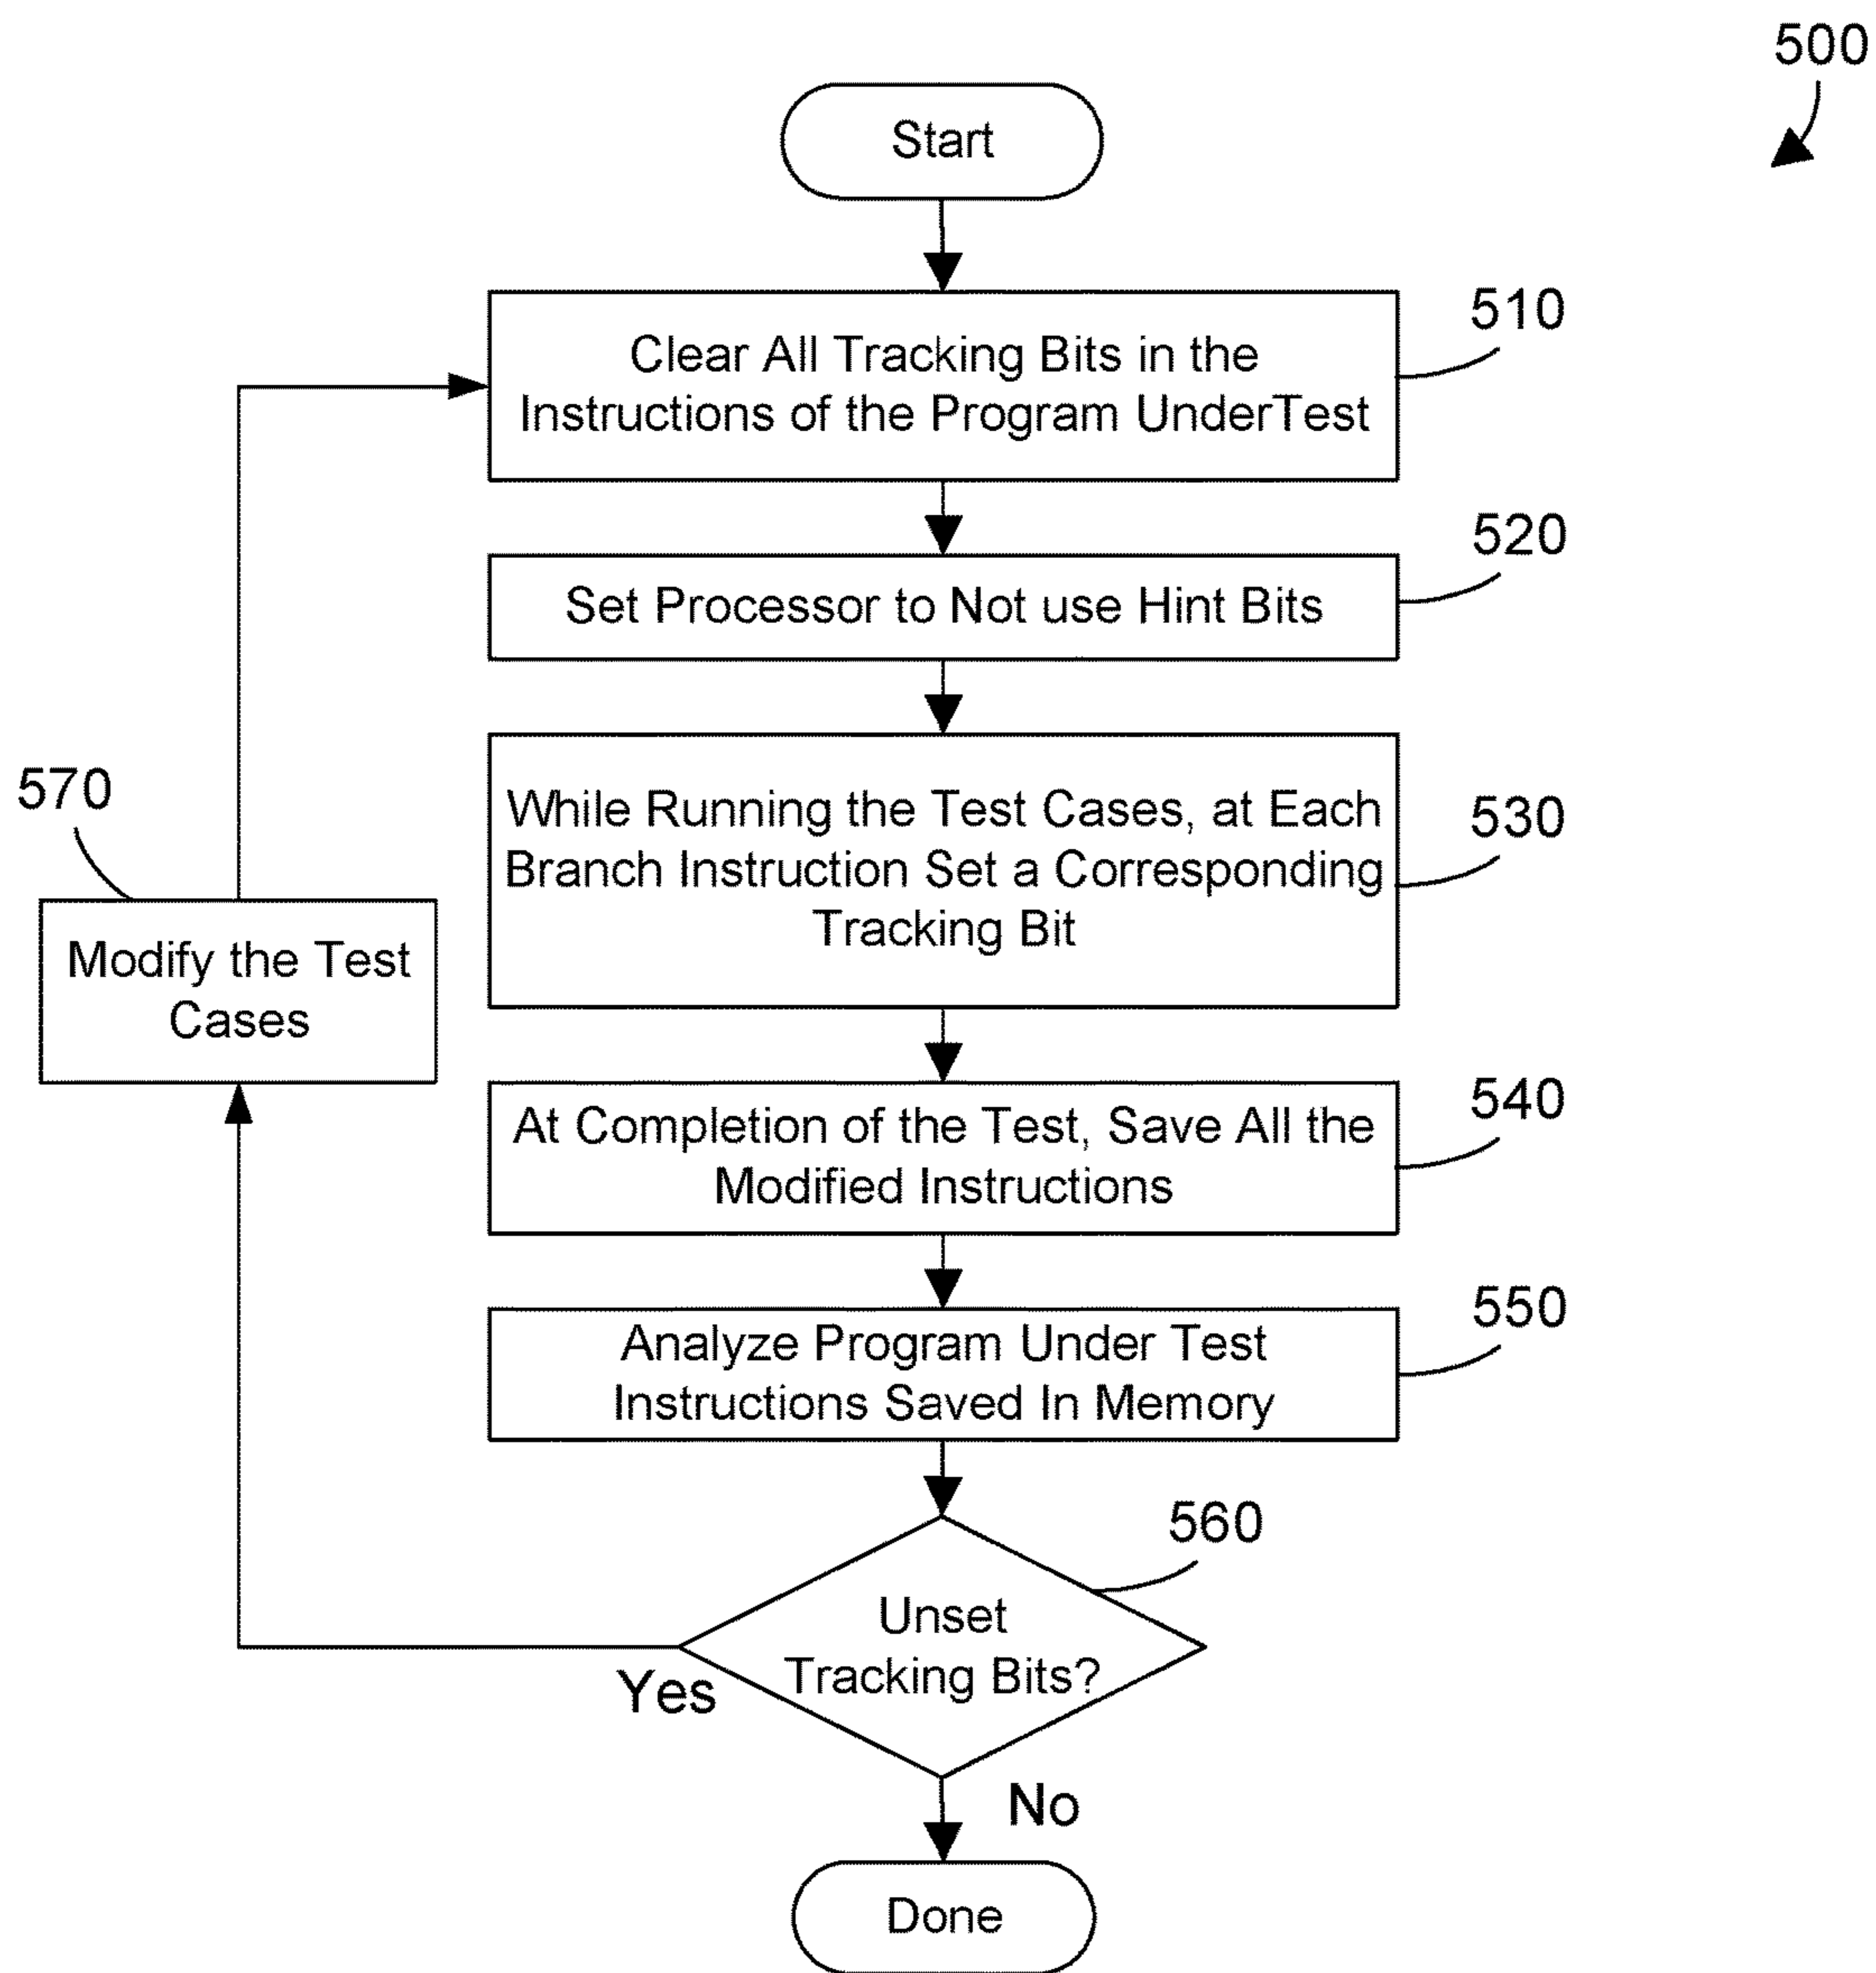 500
Start
510
Clear All Tracking Bits in the
Instructions of the Program UnderTest
520
Set Processor to Not use Hint Bits
530
While Running the Test Cases, at Each
Branch Instruction Set a Corresponding
Tracking Bit
570
Modify the Test
Cases
540
At Completion of the Test, Save All the
Modified Instructions
550
Analyze Program Under Test
Instructions Saved In Memory
560
Unset
Tracking Bits?
Yes
No
Done